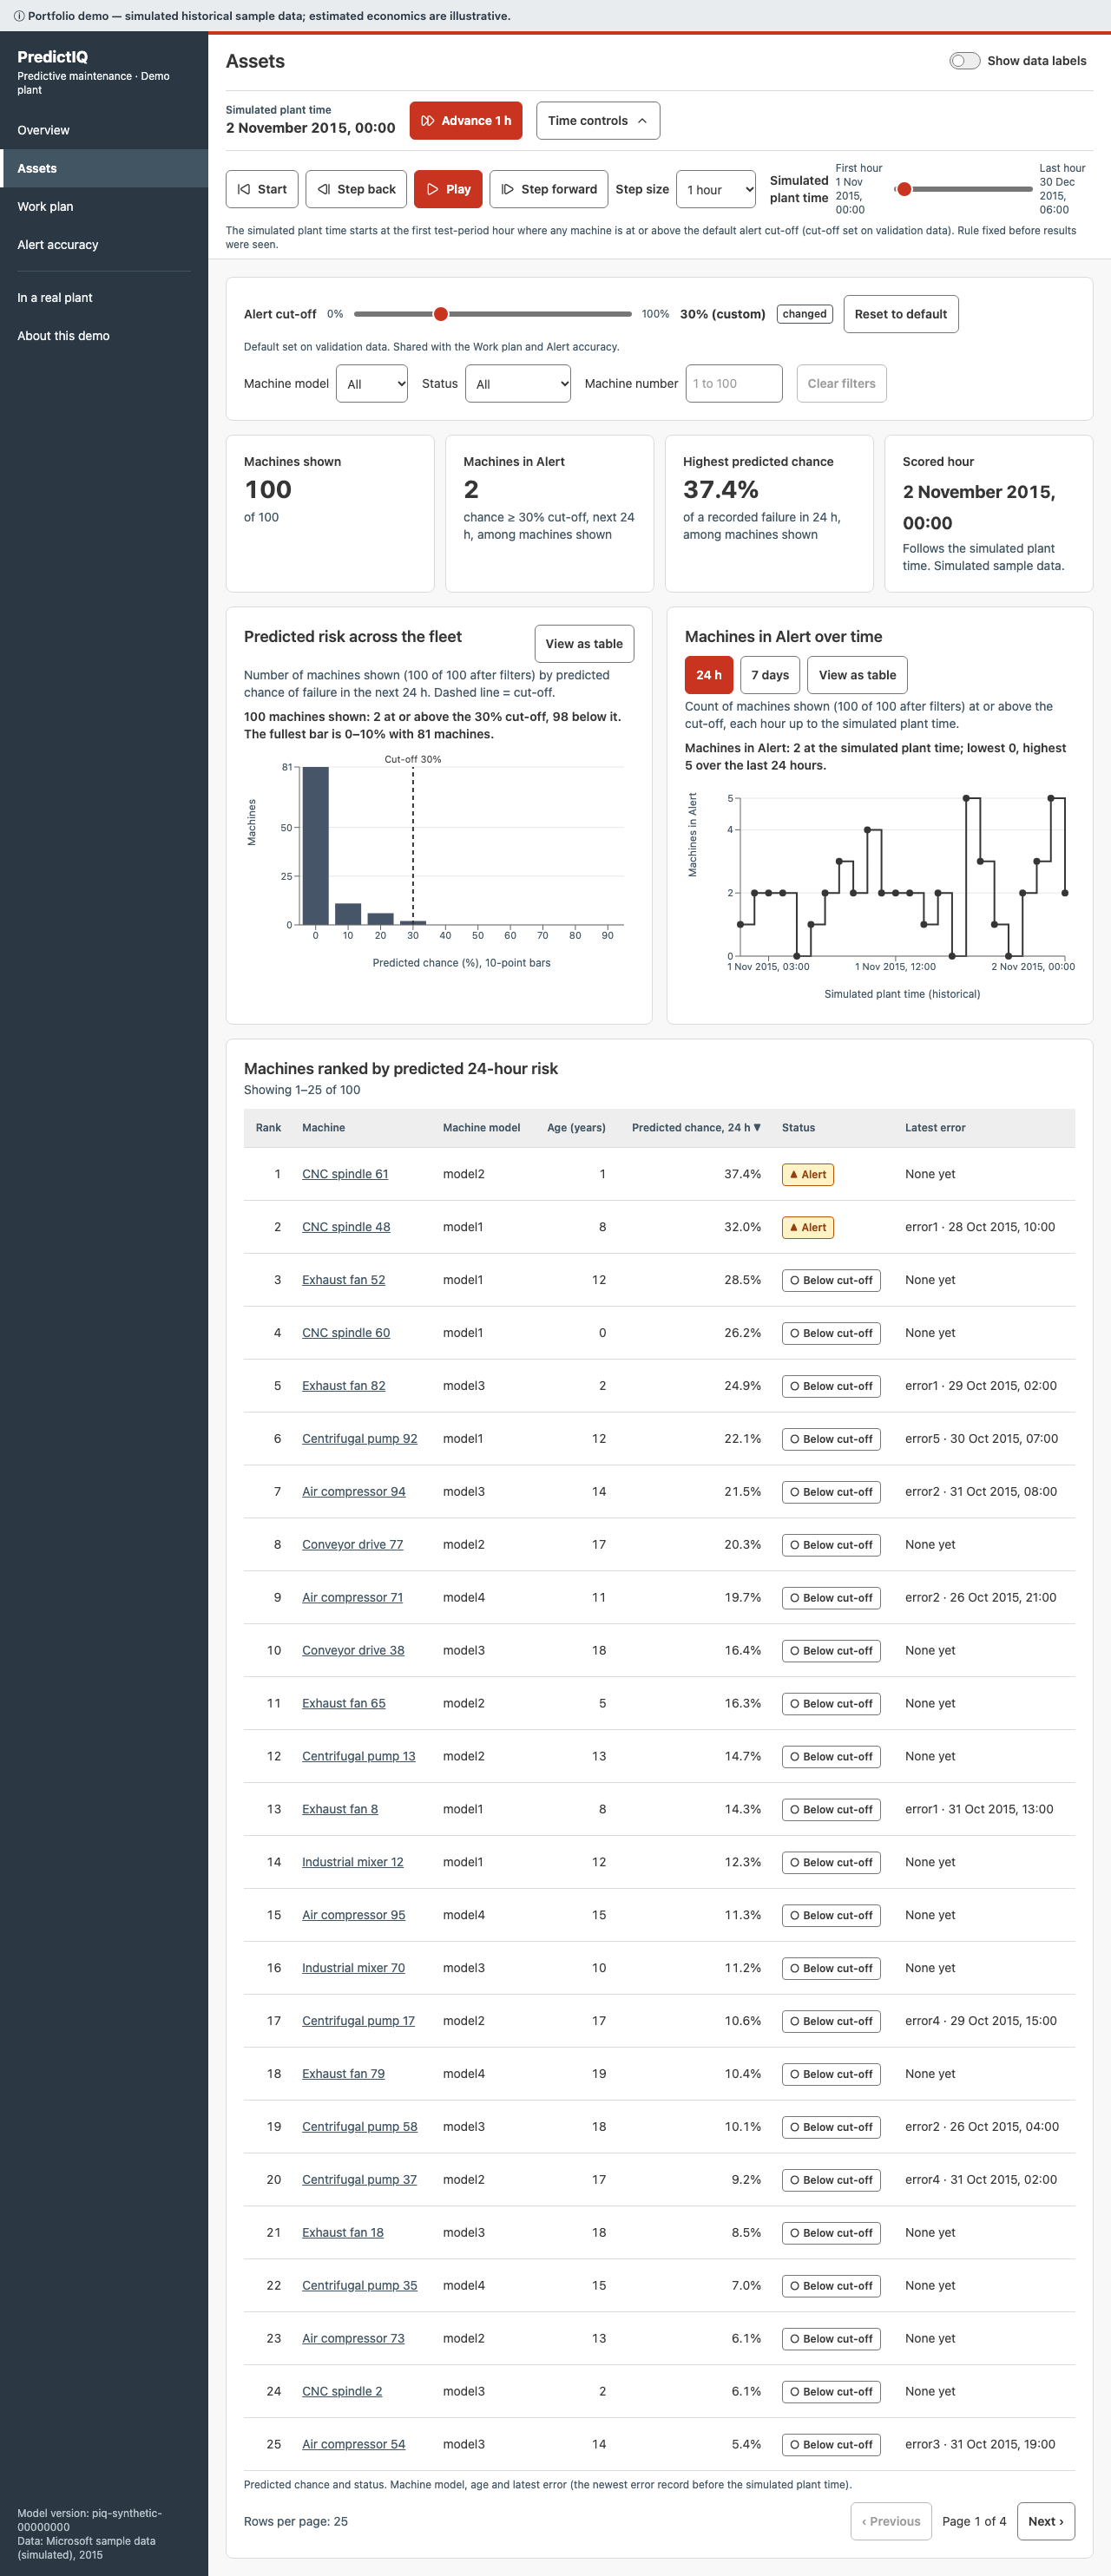 ⓘ Portfolio demo — simulated historical sample data; estimated economics are illustrative.
PredictIQ
Predictive maintenance · Demo
plant
Overview
Assets
Work plan
Alert accuracy
In a real plant
About this demo
Model version: piq-synthetic-
00000000
Data: Microsoft sample data
(simulated), 2015
Assets
Show data labels
Simulated plant time
2 November 2015, 00:00
Advance 1 h
Time controls
Start
Step back
Play
Step forward
Step size
1 hour
Simulated
plant time
First hour
1 Nov
2015,
00:00
Last hour
30 Dec
2015,
06:00
The simulated plant time starts at the first test-period hour where any machine is at or above the default alert cut-off (cut-off set on validation data). Rule fixed before results
were seen.
Alert cut-off 0% 100% 30% (custom) changed Reset to default
Default set on validation data. Shared with the Work plan and Alert accuracy.
Machine model All Status All Machine number 1 to 100 Clear filters
Machines shown
100
of 100
Machines in Alert
2
chance ≥ 30% cut-off, next 24
h, among machines shown
Highest predicted chance
37.4%
of a recorded failure in 24 h,
among machines shown
Scored hour
2 November 2015,
00:00
Follows the simulated plant
time. Simulated sample data.
Predicted risk across the fleet
View as table
Number of machines shown (100 of 100 after filters) by predicted
chance of failure in the next 24 h. Dashed line = cut-off.
100 machines shown: 2 at or above the 30% cut-off, 98 below it.
The fullest bar is 0–10% with 81 machines.
Cut-off 30%
Machines
81
50
25
0
0 10 20 30 40 50 60 70 80 90
Predicted chance (%), 10-point bars
Machines in Alert over time
24 h
7 days
View as table
Count of machines shown (100 of 100 after filters) at or above the
cut-off, each hour up to the simulated plant time.
Machines in Alert: 2 at the simulated plant time; lowest 0, highest
5 over the last 24 hours.
Machines in Alert
5
4
2
0
1 Nov 2015, 03:00 1 Nov 2015, 12:00 2 Nov 2015, 00:00
Simulated plant time (historical)
Machines ranked by predicted 24-hour risk
Showing 1–25 of 100
Rank Machine Machine model Age (years) Predicted chance, 24 h ▼ Status Latest error
1 CNC spindle 61 model2 1 37.4% Alert None yet
2 CNC spindle 48 model1 8 32.0% Alert error1 · 28 Oct 2015, 10:00
3 Exhaust fan 52 model1 12 28.5% Below cut-off None yet
4 CNC spindle 60 model1 0 26.2% Below cut-off None yet
5 Exhaust fan 82 model3 2 24.9% Below cut-off error1 · 29 Oct 2015, 02:00
6 Centrifugal pump 92 model1 12 22.1% Below cut-off error5 · 30 Oct 2015, 07:00
7 Air compressor 94 model3 14 21.5% Below cut-off error2 · 31 Oct 2015, 08:00
8 Conveyor drive 77 model2 17 20.3% Below cut-off None yet
9 Air compressor 71 model4 11 19.7% Below cut-off error2 · 26 Oct 2015, 21:00
10 Conveyor drive 38 model3 18 16.4% Below cut-off None yet
11 Exhaust fan 65 model2 5 16.3% Below cut-off None yet
12 Centrifugal pump 13 model2 13 14.7% Below cut-off None yet
13 Exhaust fan 8 model1 8 14.3% Below cut-off error1 · 31 Oct 2015, 13:00
14 Industrial mixer 12 model1 12 12.3% Below cut-off None yet
15 Air compressor 95 model4 15 11.3% Below cut-off None yet
16 Industrial mixer 70 model3 10 11.2% Below cut-off None yet
17 Centrifugal pump 17 model2 17 10.6% Below cut-off error4 · 29 Oct 2015, 15:00
18 Exhaust fan 79 model4 19 10.4% Below cut-off None yet
19 Centrifugal pump 58 model3 18 10.1% Below cut-off error2 · 26 Oct 2015, 04:00
20 Centrifugal pump 37 model2 17 9.2% Below cut-off error4 · 31 Oct 2015, 02:00
21 Exhaust fan 18 model3 18 8.5% Below cut-off None yet
22 Centrifugal pump 35 model4 15 7.0% Below cut-off None yet
23 Air compressor 73 model2 13 6.1% Below cut-off None yet
24 CNC spindle 2 model3 2 6.1% Below cut-off None yet
25 Air compressor 54 model3 14 5.4% Below cut-off error3 · 31 Oct 2015, 19:00
Predicted chance and status. Machine model, age and latest error (the newest error record before the simulated plant time).
Rows per page: 25
‹ Previous Page 1 of 4 Next ›